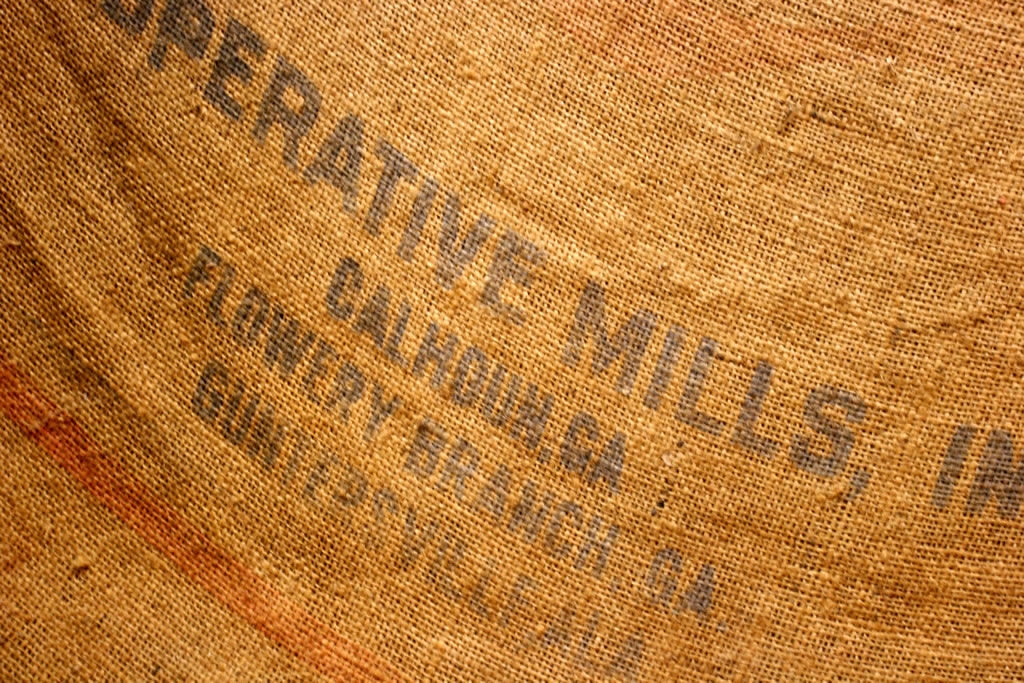 OPERATIVE MILLS, IN
CALHOUN, GA
FLOWERY BRANCH, GA.
GUNTERSVILLE, ALA